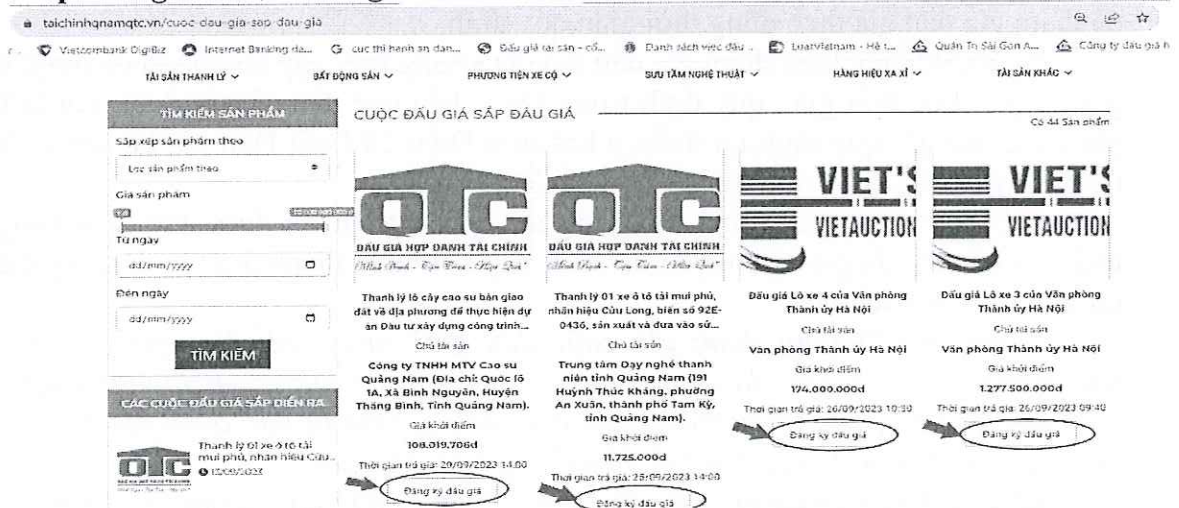 taichinhqnamqtc.vn/cuoc-dau-gia-sap-dau-gia
Vietcombank DigiBiz
Internet Banking da...
cục thi hành an dan...
Đấu giá tài sản - cổ...
Danh sách việc đấu ...
LuatVietnam - Hệ t...
Quán Tri Sài Gòn A...
Công ty đấu giá h
TÀI SẢN THANH LÝ
BẤT ĐỘNG SẢN
PHƯƠNG TIỆN XE CỘ
SƯU TẦM NGHỆ THUẬT
HÀNG HIỆU XA XỈ
TÀI SẢN KHÁC
TÌM KIẾM SẢN PHẨM
Sắp xếp sản phẩm theo
Lọc sản phẩm theo
Giá sản phẩm
Từ ngày
dd/mm/yyyy
Đến ngày
dd/mm/yyyy
TÌM KIẾM
CÁC CUỘC ĐẤU GIÁ SẮP DIỄN RA
Thanh lý 01 xe ô tô tải
mui phủ, nhãn hiệu Cửu...
CUỘC ĐẤU GIÁ SẮP ĐẤU GIÁ
Có 44 Sản phẩm
QTC
ĐẤU GIÁ HỢP DANH TÀI CHÍNH
Thanh lý lô cây cao su bàn giao
đất về địa phương để thực hiện dự
án Đầu tư xây dựng công trình...
Chủ tài sản
Công ty TNHH MTV Cao su
Quảng Nam (Địa chỉ: Quốc lộ
1A, Xã Bình Nguyên, Huyện
Thăng Bình, Tỉnh Quảng Nam).
Giá khởi điểm
108.019.706đ
Thời gian trả giá: 29/09/2023 14:00
Đăng ký đấu giá
QTC
ĐẤU GIÁ HỢP DANH TÀI CHÍNH
Thanh lý 01 xe ô tô tải mui phủ,
nhãn hiệu Cửu Long, biển số 92E-
0436, sản xuất và đưa vào sử...
Chủ tài sản
Trung tâm Dạy nghề thanh
niên tỉnh Quảng Nam (191
Huỳnh Thúc Kháng, phường
An Xuân, thành phố Tam Kỳ,
tỉnh Quảng Nam).
Giá khởi điểm
11.725.000đ
Thời gian trả giá: 28/09/2023 14:00
Đăng ký đấu giá
VIET'S
VIETAUCTION
Đấu giá Lô xe 4 của Văn phòng
Thành ủy Hà Nội
Chủ tài sản
Văn phòng Thành ủy Hà Nội
Giá khởi điểm
174.000.000đ
Thời gian trả giá: 26/09/2023 10:30
Đăng ký đấu giá
VIET'S
VIETAUCTION
Đấu giá Lô xe 3 của Văn phòng
Thành ủy Hà Nội
Chủ tài sản
Văn phòng Thành ủy Hà Nội
Giá khởi điểm
1.277.500.000đ
Thời gian trả giá: 26/09/2023 09:40
Đăng ký đấu giá